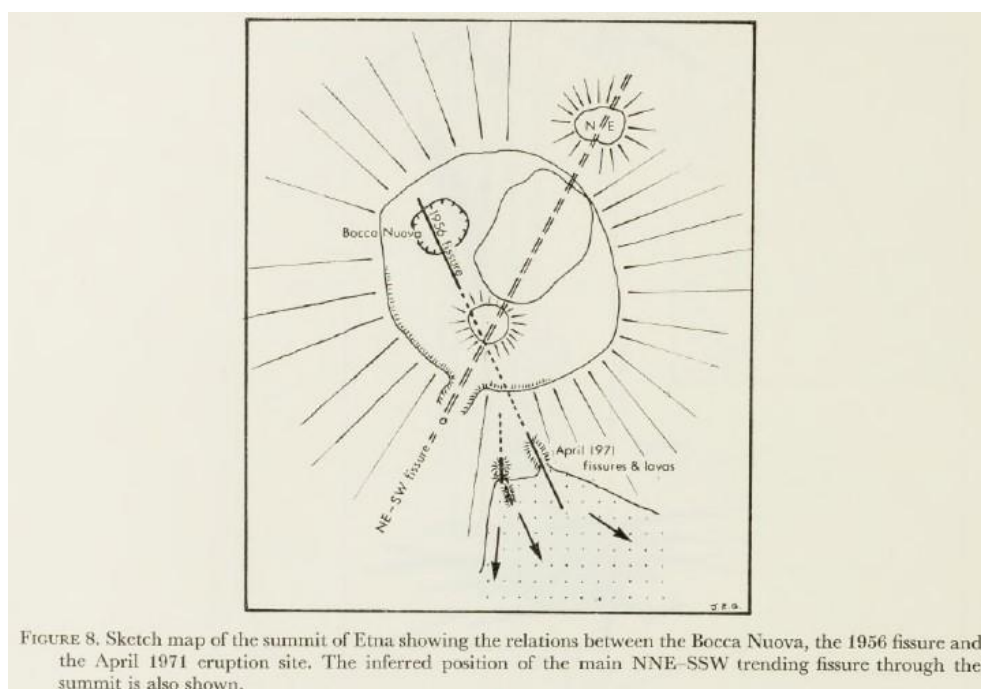 N E
Bocca Nuova
1956 fissure
April 1971
fissures & lavas
NE–SW fissure
J.E.G.
FIGURE 8. Sketch map of the summit of Etna showing the relations between the Bocca Nuova, the 1956 fissure and
the April 1971 eruption site. The inferred position of the main NNE–SSW trending fissure through the
summit is also shown.